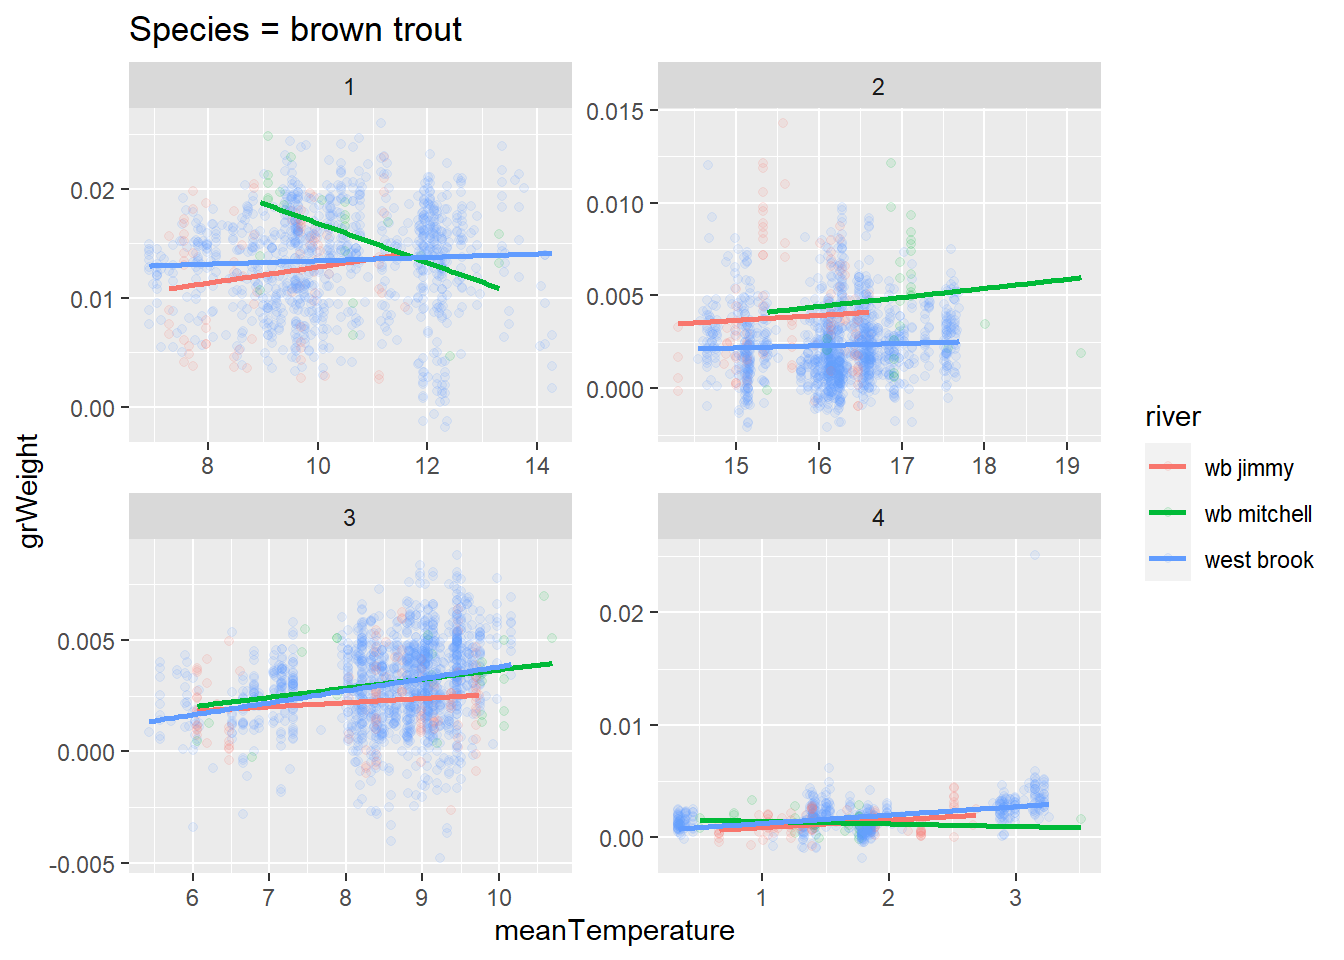 Species = brown trout
1
2
0.02
0.01
0.00
8 10 12 14
0.015
0.010
0.005
0.000
15 16 17 18 19
3
4
0.005
0.000
-0.005
6 7 8 9 10
0.02
0.01
0.00
1 2 3
grWeight
meanTemperature
river
wb jimmy
wb mitchell
west brook